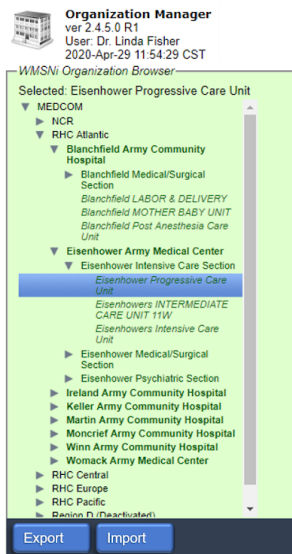 Organization Manager
ver 2.4.5.0 R1
User: Dr. Linda Fisher
2020-Apr-29 11:54:29 CST
WMSNi Organization Browser
Selected: Eisenhower Progressive Care Unit
MEDCOM
NCR
RHC Atlantic
Blanchfield Army Community
Hospital
Blanchfield Medical/Surgical
Section
Blanchfield LABOR & DELIVERY
Blanchfield MOTHER BABY UNIT
Blanchfield Post Anesthesia Care
Unit
Eisenhower Army Medical Center
Eisenhower Intensive Care Section
Eisenhower Progressive Care
Unit
Eisenhowers INTERMEDIATE
CARE UNIT 11W
Eisenhowers Intensive Care
Unit
Eisenhower Medical/Surgical
Section
Eisenhower Psychiatric Section
Ireland Army Community Hospital
Keller Army Community Hospital
Martin Army Community Hospital
Moncrief Army Community Hospital
Winn Army Community Hospital
Womack Army Medical Center
RHC Central
RHC Europe
RHC Pacific
Region D (Deactivated)
Export Import